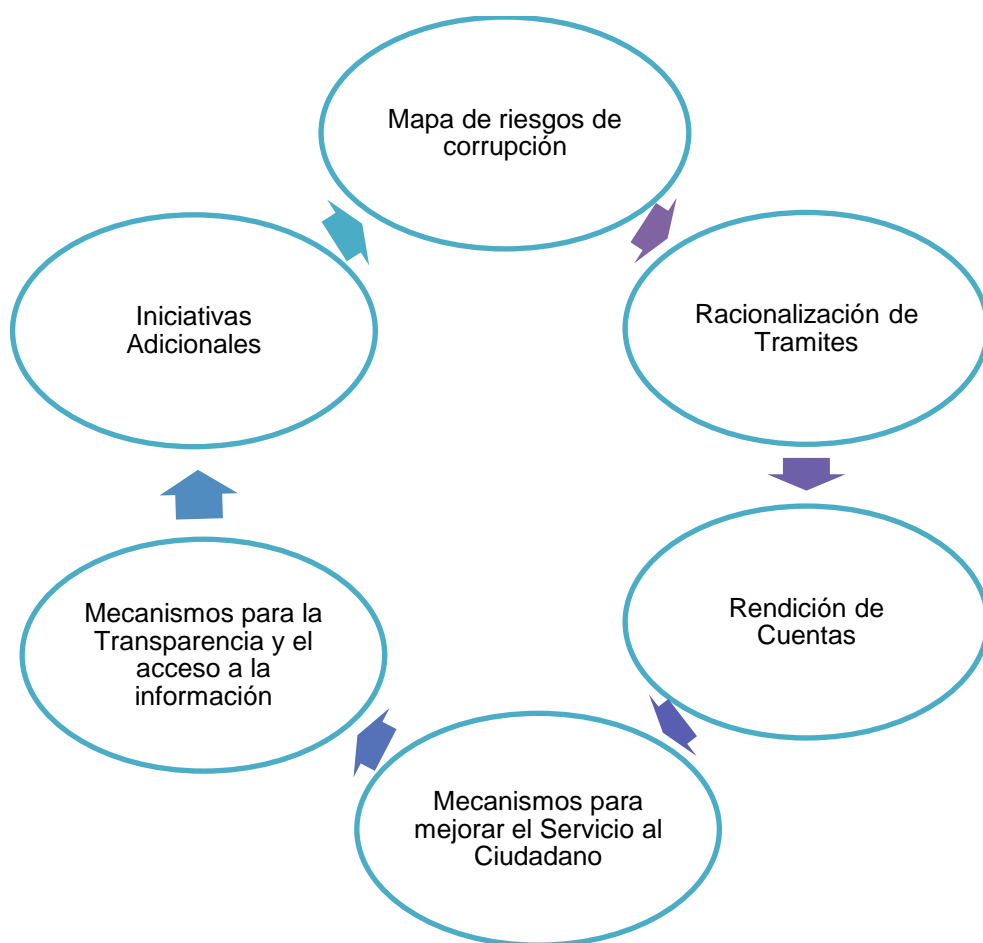 Mapa de riesgos de
corrupción
Racionalización de
Tramites
Rendición de
Cuentas
Mecanismos para
mejorar el Servicio al
Ciudadano
Mecanismos para la
Transparencia y el
acceso a la
información
Iniciativas
Adicionales